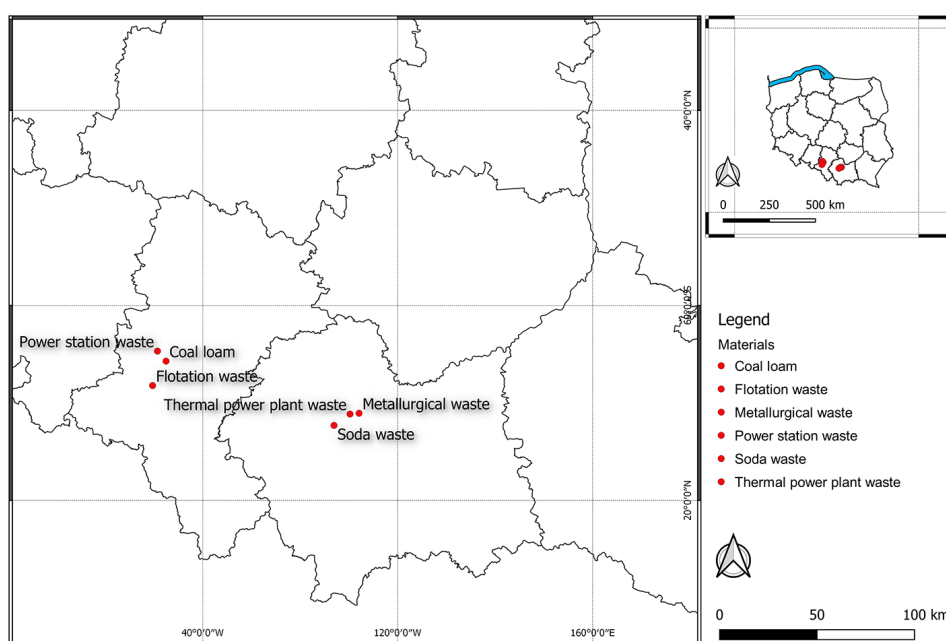 40°0'0"N
20°0'0"N
40°0'0"W
120°0'0"W
160°0'0"W
Power station waste
Coal loam
Flotation waste
Thermal power plant waste
Metallurgical waste
Soda waste
0 250 500 km
Legend
Materials
Coal loam
Flotation waste
Metallurgical waste
Power station waste
Soda waste
Thermal power plant waste
0 50 100 km